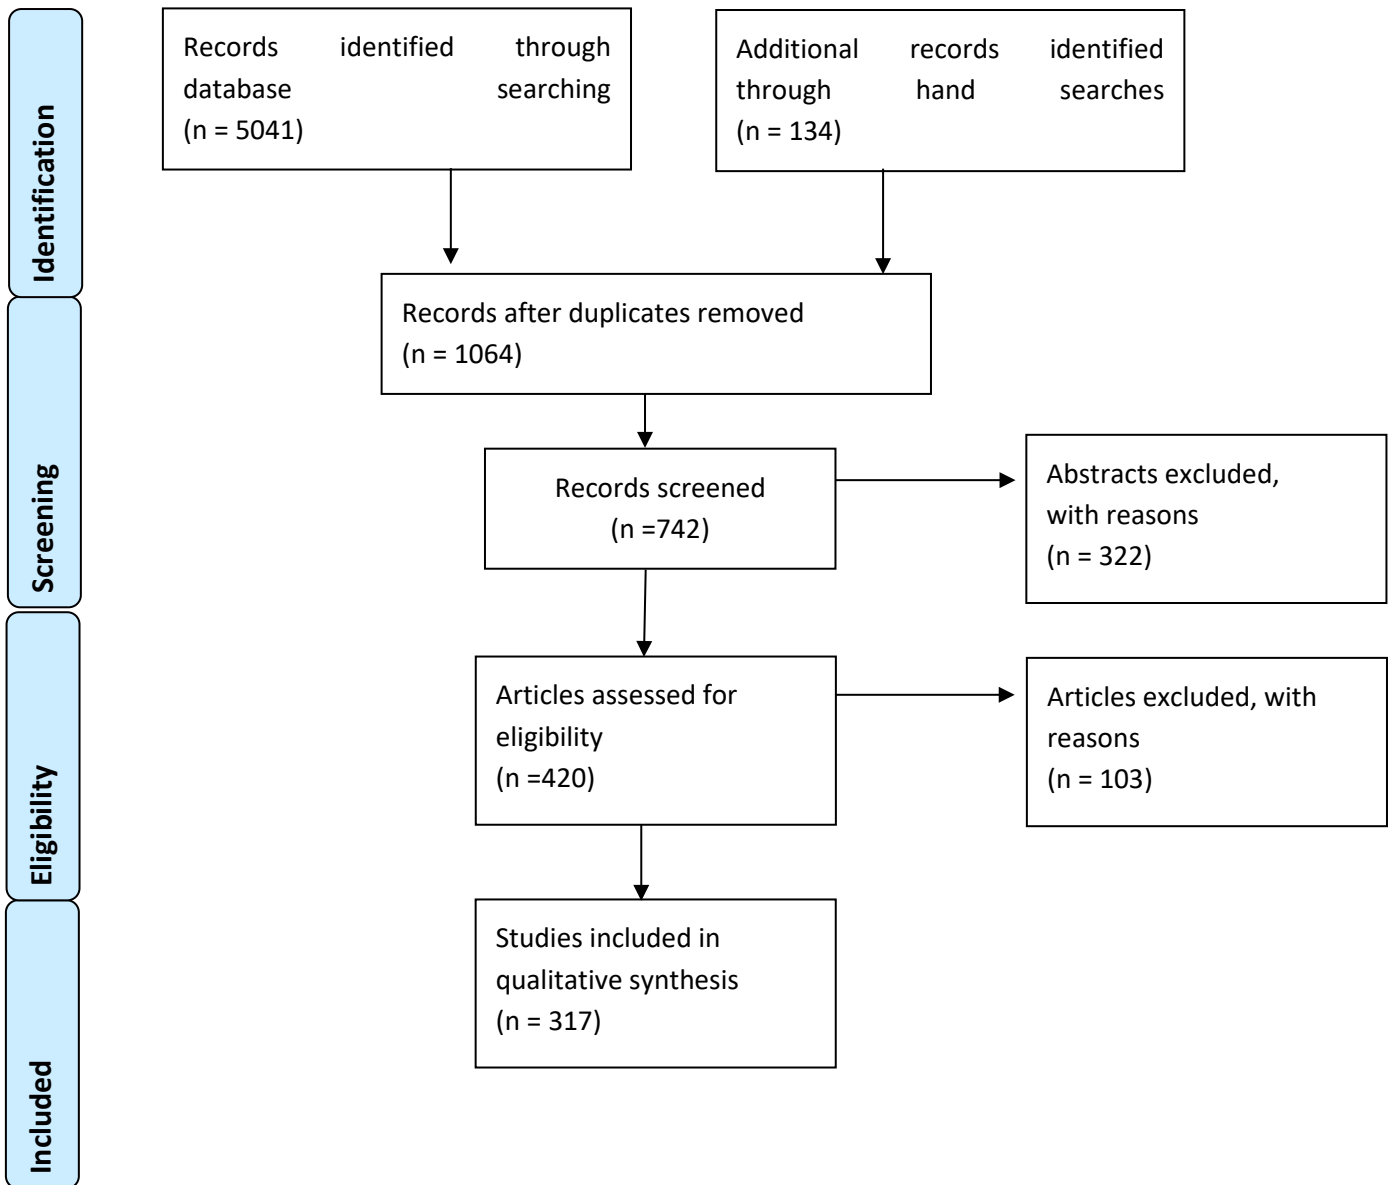 Identification
Records identified through
database searching
(n = 5041)
Additional records identified
through hand searches
(n = 134)
Records after duplicates removed
(n = 1064)
Screening
Records screened
(n =742)
Abstracts excluded,
with reasons
(n = 322)
Eligibility
Articles assessed for
eligibility
(n =420)
Articles excluded, with
reasons
(n = 103)
Included
Studies included in
qualitative synthesis
(n = 317)